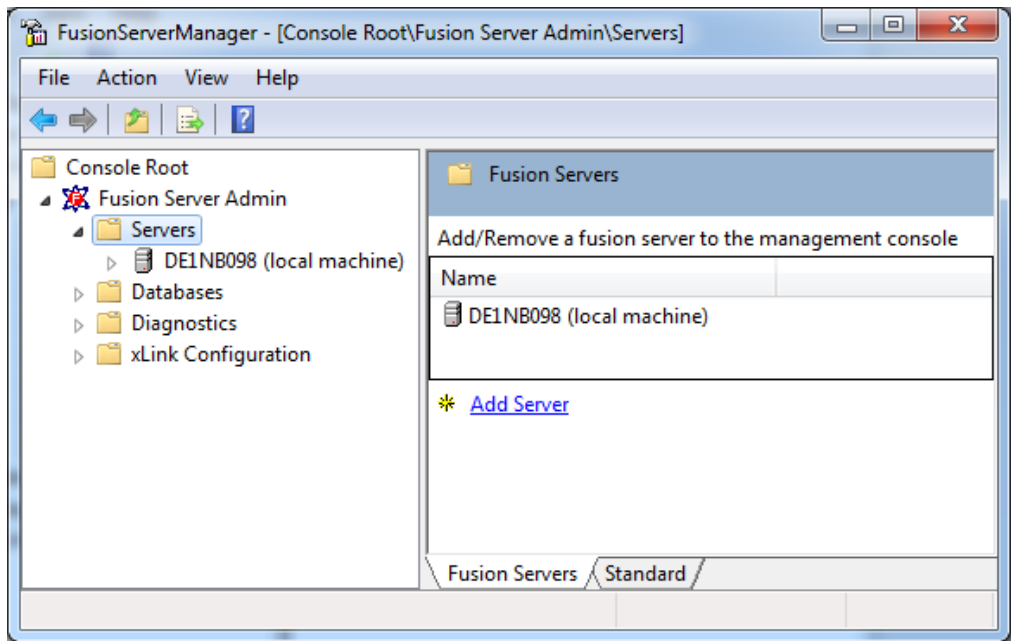 FusionServerManager - [Console Root\Fusion Server Admin\Servers]
File Action View Help
Console Root
Fusion Server Admin
Servers
DE1NB098 (local machine)
Databases
Diagnostics
xLink Configuration
Fusion Servers
Add/Remove a fusion server to the management console
Name
DE1NB098 (local machine)
Add Server
Fusion Servers Standard